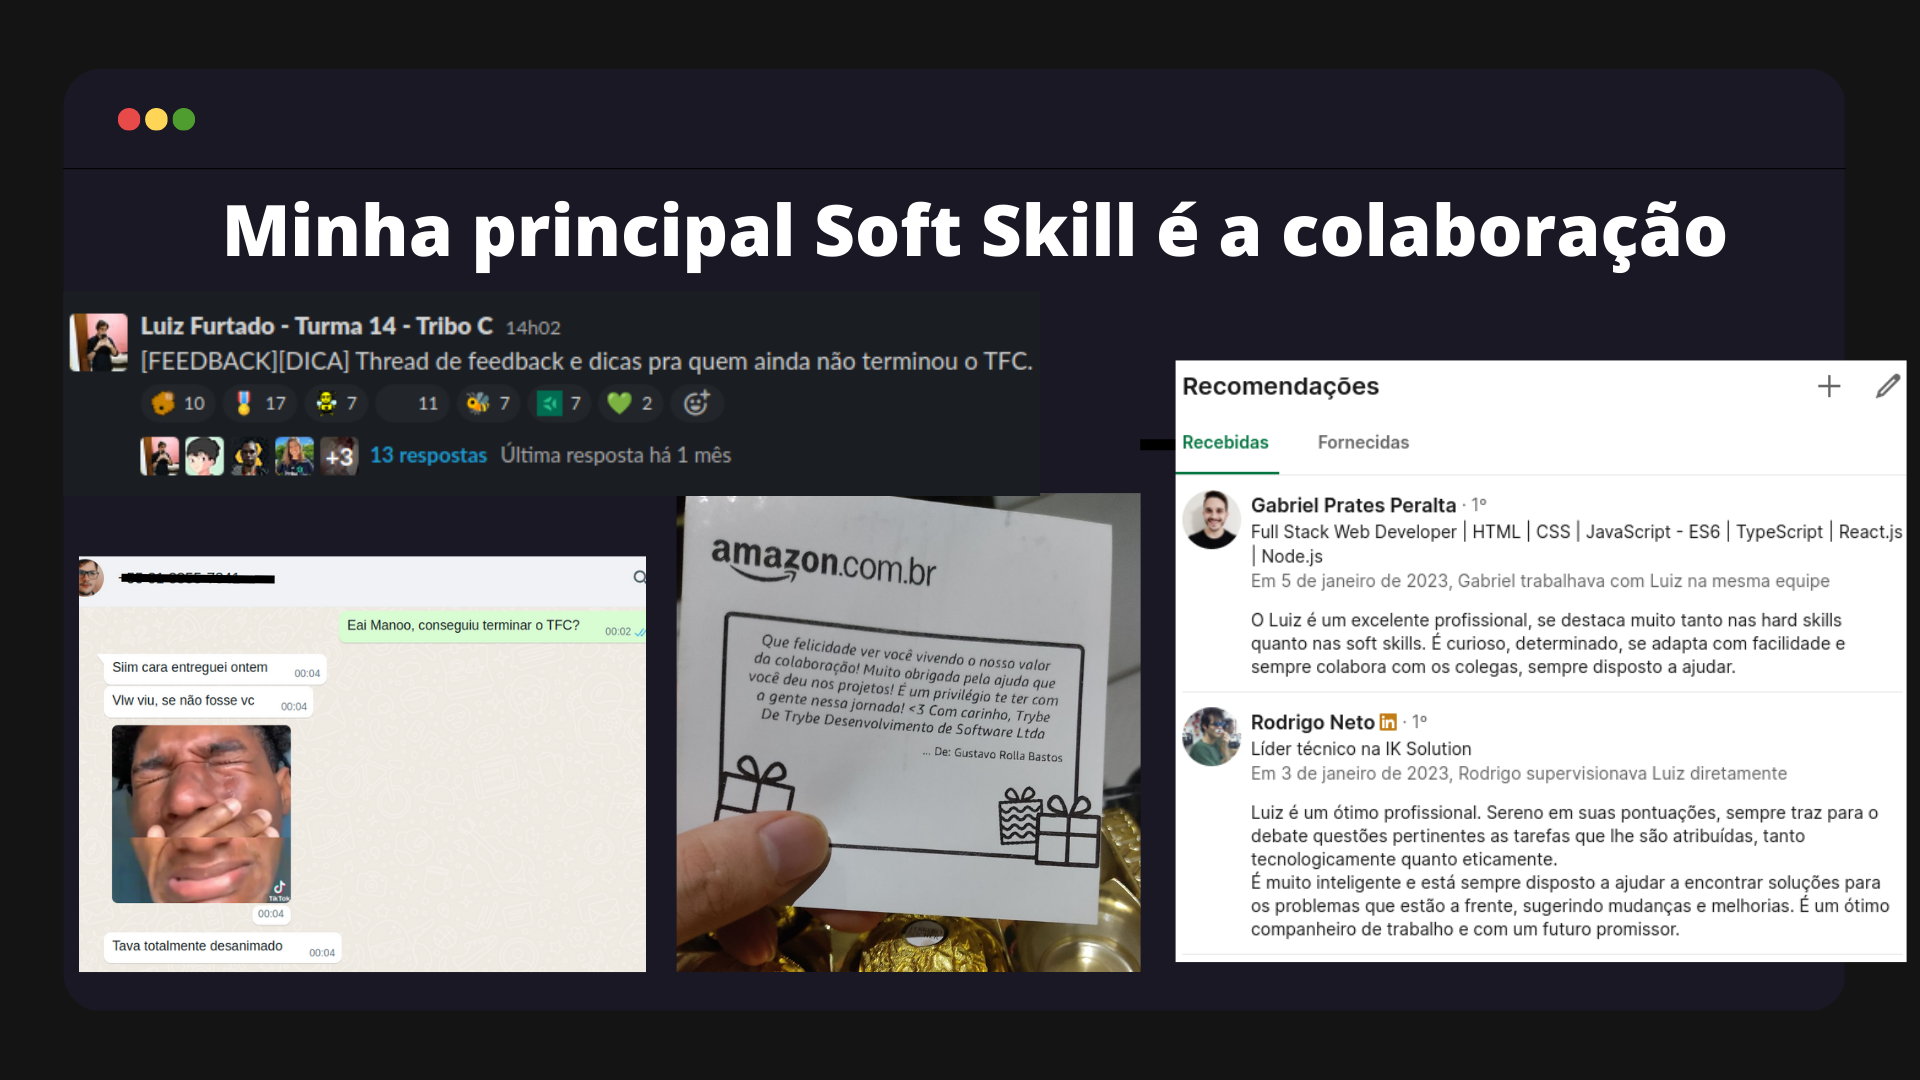 Minha principal Soft Skill é a colaboração
Luiz Furtado - Turma 14 - Tribo C 14h02
[FEEDBACK][DICA] Thread de feedback e dicas pra quem ainda não terminou o TFC.
10 17 7 11 7 7 2
+3 13 respostas Última resposta há 1 mês
Eai Manoo, conseguiu terminar o TFC? 00:02
Siim cara entreguei ontem 00:04
Vlw viu, se não fosse vc 00:04
TikTok
00:04
Tava totalmente desanimado 00:04
amazon.com.br
Que felicidade ver você vivendo o nosso valor
da colaboração! Muito obrigada pela ajuda que
você deu nos projetos! É um privilégio te ter com
a gente nessa jornada! <3 Com carinho, Trybe
De Trybe Desenvolvimento de Software Ltda
... De: Gustavo Rolla Bastos
Recomendações
Recebidas Fornecidas
Gabriel Prates Peralta · 1º
Full Stack Web Developer | HTML | CSS | JavaScript - ES6 | TypeScript | React.js
| Node.js
Em 5 de janeiro de 2023, Gabriel trabalhava com Luiz na mesma equipe
O Luiz é um excelente profissional, se destaca muito tanto nas hard skills
quanto nas soft skills. É curioso, determinado, se adapta com facilidade e
sempre colabora com os colegas, sempre disposto a ajudar.
Rodrigo Neto in · 1º
Líder técnico na IK Solution
Em 3 de janeiro de 2023, Rodrigo supervisionava Luiz diretamente
Luiz é um ótimo profissional. Sereno em suas pontuações, sempre traz para o
debate questões pertinentes as tarefas que lhe são atribuídas, tanto
tecnologicamente quanto eticamente.
É muito inteligente e está sempre disposto a ajudar a encontrar soluções para
os problemas que estão a frente, sugerindo mudanças e melhorias. É um ótimo
companheiro de trabalho e com um futuro promissor.